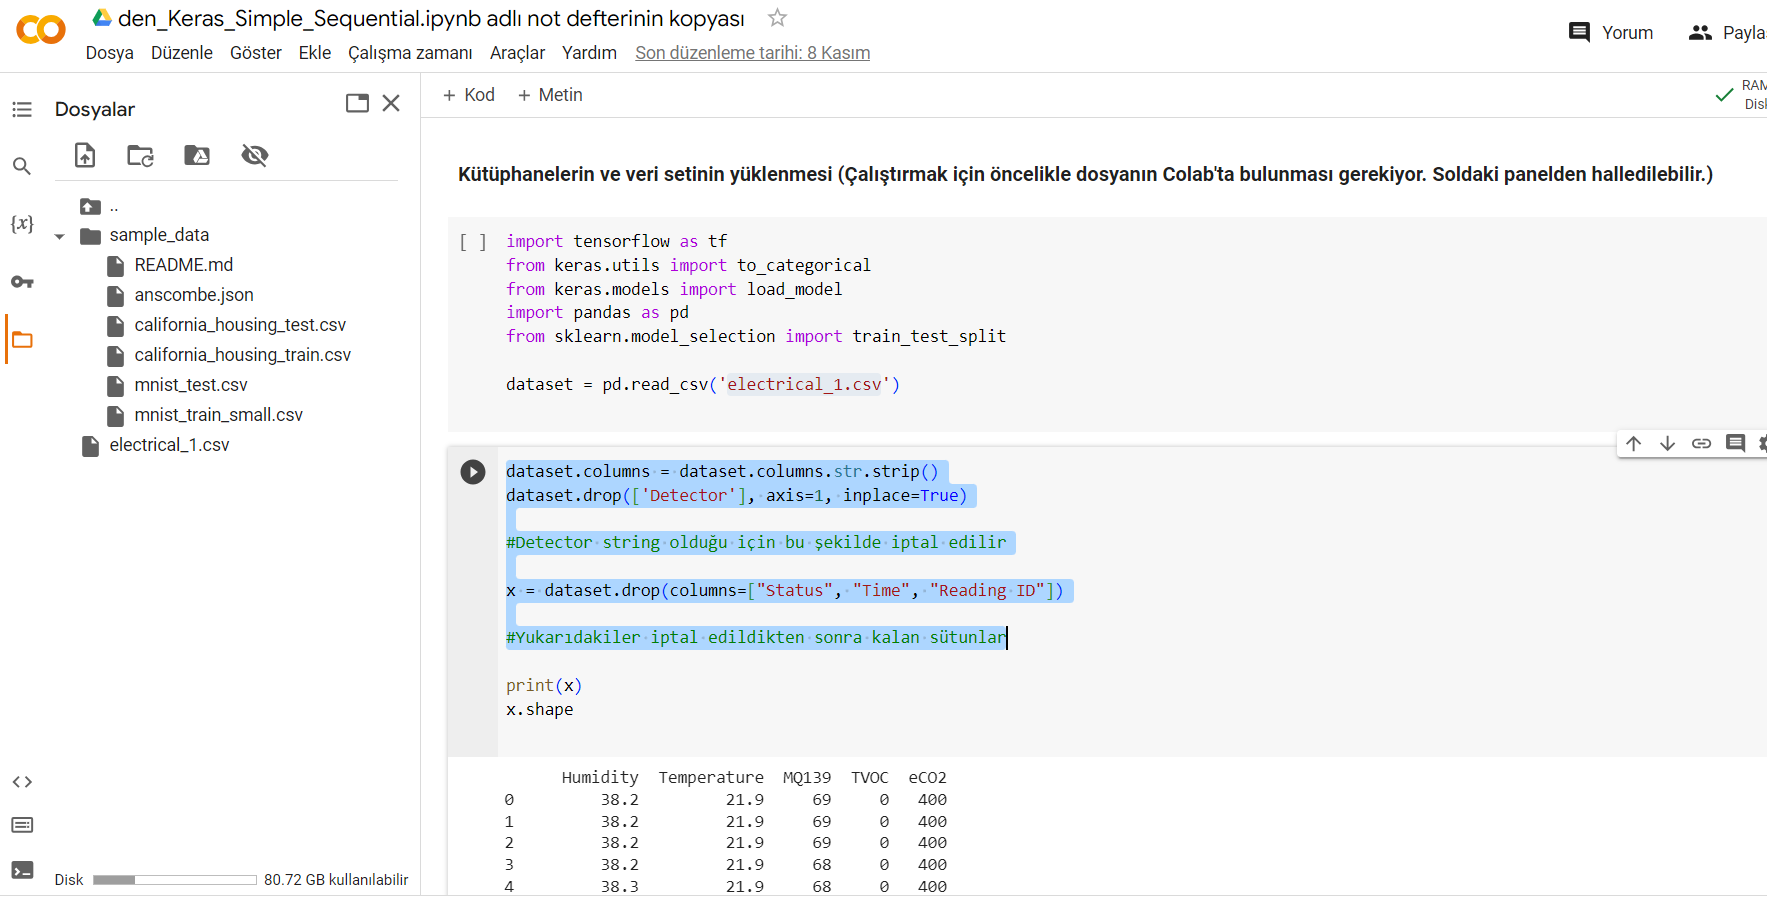 den_Keras_Simple_Sequential.ipynb adlı not defterinin kopyası
Dosya Düzenle Göster Ekle Çalışma zamanı Araçlar Yardım Son düzenleme tarihi: 8 Kasım
Yorum
Dosyalar
..
sample_data
README.md
anscombe.json
california_housing_test.csv
california_housing_train.csv
mnist_test.csv
mnist_train_small.csv
electrical_1.csv
Disk 80.72 GB kullanılabilir
+ Kod + Metin
RAM
Disk
Kütüphanelerin ve veri setinin yüklenmesi (Çalıştırmak için öncelikle dosyanın Colab'ta bulunması gerekiyor. Soldaki panelden halledilebilir.)
[ ] import tensorflow as tf
from keras.utils import to_categorical
from keras.models import load_model
import pandas as pd
from sklearn.model_selection import train_test_split
dataset = pd.read_csv('electrical_1.csv')
dataset.columns = dataset.columns.str.strip()
dataset.drop(['Detector'], axis=1, inplace=True)
#Detector string olduğu için bu şekilde iptal edilir
x = dataset.drop(columns=["Status", "Time", "Reading ID"])
#Yukarıdakiler iptal edildikten sonra kalan sütunlar
print(x)
x.shape
Humidity Temperature MQ139 TVOC eCO2
0 38.2 21.9 69 0 400
1 38.2 21.9 69 0 400
2 38.2 21.9 69 0 400
3 38.2 21.9 68 0 400
4 38.3 21.9 68 0 400